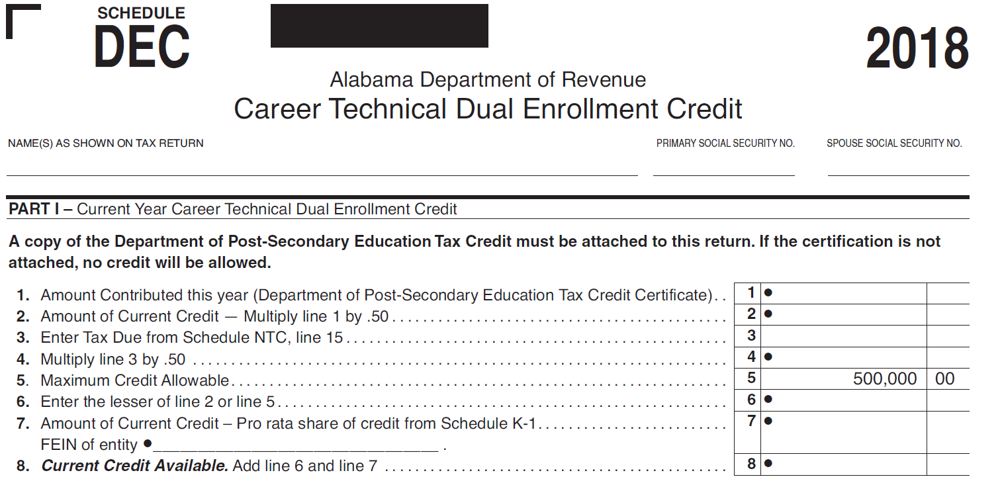 SCHEDULE
DEC
2018
Alabama Department of Revenue
Career Technical Dual Enrollment Credit
NAME(S) AS SHOWN ON TAX RETURN PRIMARY SOCIAL SECURITY NO. SPOUSE SOCIAL SECURITY NO.
PART I – Current Year Career Technical Dual Enrollment Credit
A copy of the Department of Post-Secondary Education Tax Credit must be attached to this return. If the certification is not
attached, no credit will be allowed.
1. Amount Contributed this year (Department of Post-Secondary Education Tax Credit Certificate). . 1 •
2. Amount of Current Credit — Multiply line 1 by .50 2 •
3. Enter Tax Due from Schedule NTC, line 15 3
4. Multiply line 3 by .50 4 •
5. Maximum Credit Allowable 5 500,000 00
6. Enter the lesser of line 2 or line 5 6 •
7. Amount of Current Credit – Pro rata share of credit from Schedule K-1 7 •
FEIN of entity •______________________________ .
8. Current Credit Available. Add line 6 and line 7 8 •